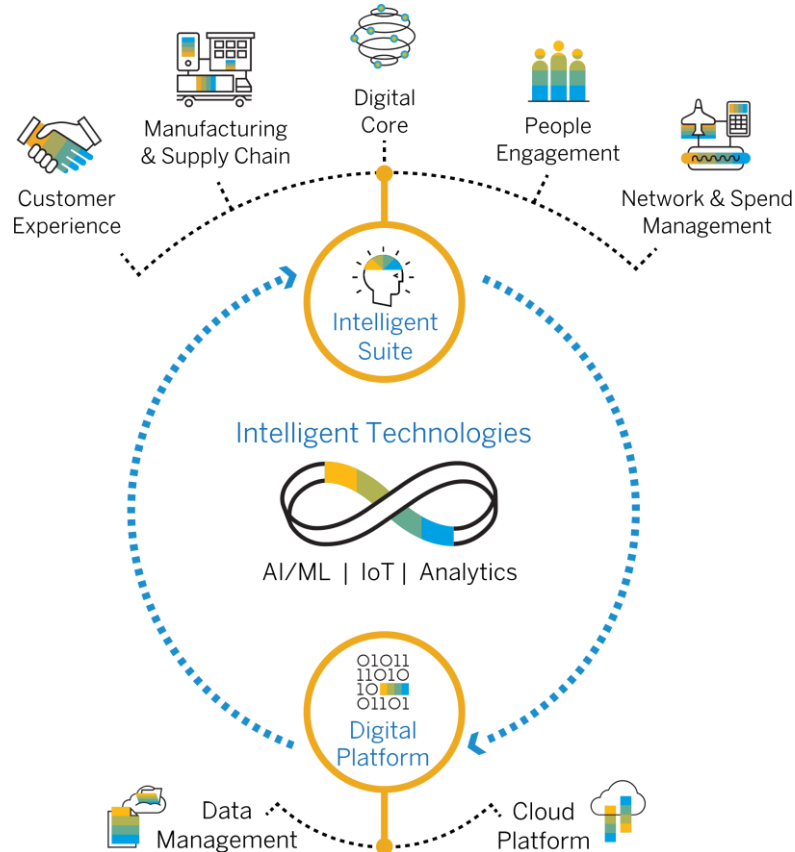 Digital
Core
Manufacturing
& Supply Chain
People
Engagement
Customer
Experience
Network & Spend
Management
Intelligent
Suite
Intelligent Technologies
AI/ML | IoT | Analytics
01011
11010
10
01101
Digital
Platform
Data
Management
Cloud
Platform